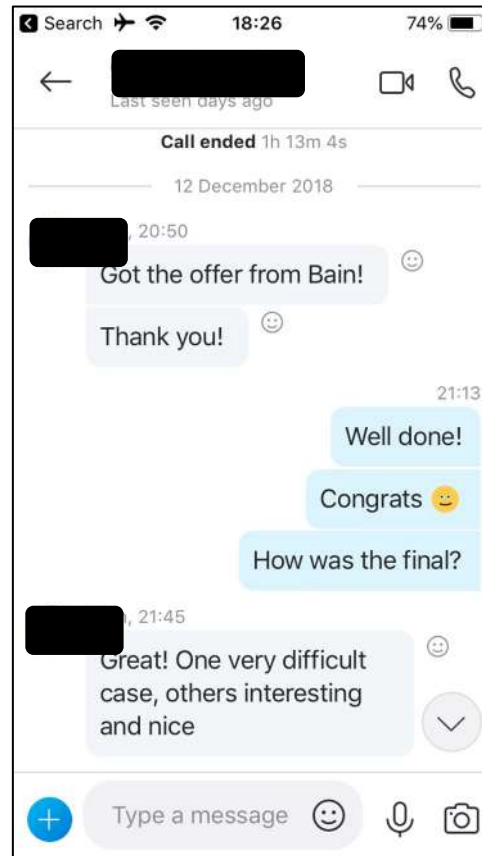 Search 18:26 74%
Last seen days ago
Call ended 1h 13m 4s
12 December 2018
, 20:50
Got the offer from Bain!
Thank you!
21:13
Well done!
Congrats 🙂
How was the final?
, 21:45
Great! One very difficult
case, others interesting
and nice
Type a message